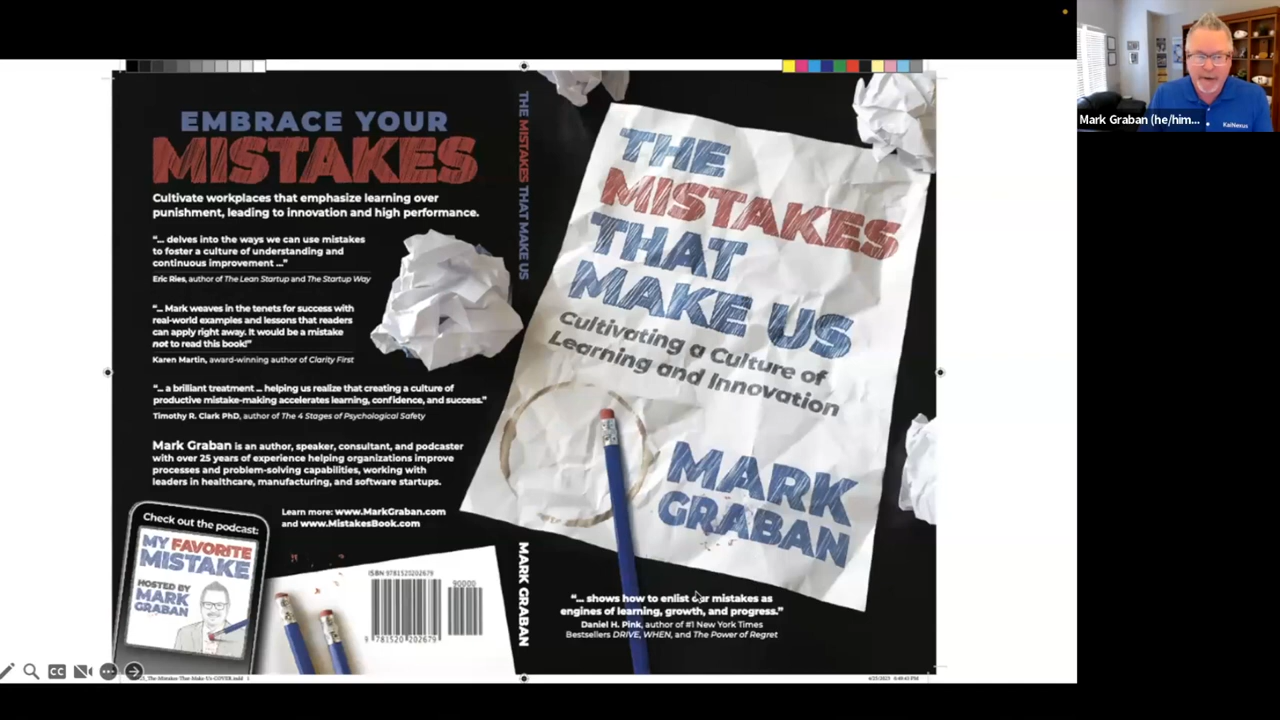 EMBRACE YOUR
MISTAKES
Cultivate workplaces that emphasize learning over
punishment, leading to innovation and high performance.
“... delves into the ways we can use mistakes
to foster a culture of understanding and
continuous improvement ...”
Eric Ries, author of The Lean Startup and The Startup Way
“... Mark weaves in the tenets for success with
real-world examples and lessons that readers
can apply right away. It would be a mistake
not to read this book!”
Karen Martin, award-winning author of Clarity First
“... a brilliant treatment ... helping us realize that creating a culture of
productive mistake-making accelerates learning, confidence, and success.”
Timothy R. Clark PhD, author of The 4 Stages of Psychological Safety
Mark Graban is an author, speaker, consultant, and podcaster
with over 25 years of experience helping organizations improve
processes and problem-solving capabilities, working with
leaders in healthcare, manufacturing, and software startups.
Learn more: www.MarkGraban.com
and www.MistakesBook.com
Check out the podcast:
MY FAVORITE
MISTAKE
HOSTED BY
MARK
GRABAN
ISBN 9781520202679
90000
9 781520 202679
THE MISTAKES THAT MAKE US
MARK GRABAN
THE
MISTAKES
THAT
MAKE US
Cultivating a Culture of
Learning and Innovation
MARK
GRABAN
“... shows how to enlist our mistakes as
engines of learning, growth, and progress.”
Daniel H. Pink, author of #1 New York Times
Bestsellers DRIVE, WHEN, and The Power of Regret
CC
Mark Graban (he/him...
KaiNexus